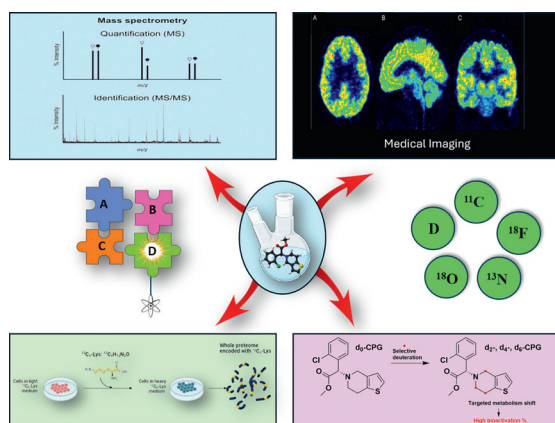 Mass spectrometry
Quantification (MS)
% Intensity
m/z
Identification (MS/MS)
% Intensity
m/z
A
B
C
Medical Imaging
A
B
C
D
¹¹C
D
¹⁸F
¹⁸O
¹³N
Cells in light
medium
Cells in heavy
medium
Whole proteome
d₀-CPG
Selective
deuteration
d₂-, d₄-, d₆-CPG
Cl
N
O
O
S
Cl
N
O
O
S
Targeted metabolism
shift
High bioactivation %